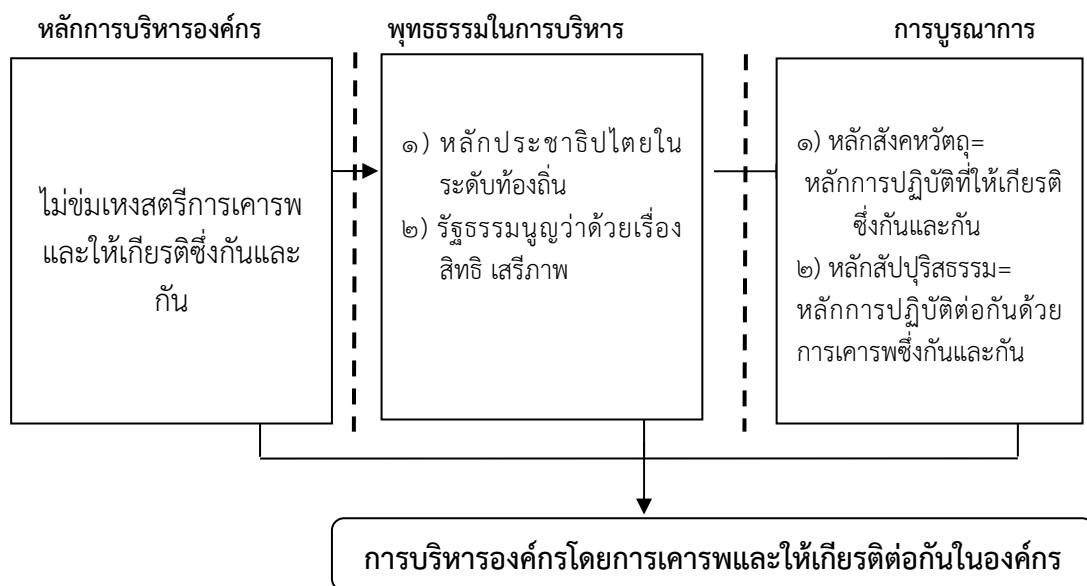 หลักการบริหารองค์กร
พุทธธรรมในการบริหาร
การบูรณาการ
ไม่ข่มเหงสตรีการเคารพ
และให้เกียรติซึ่งกันและ
กัน
๑) หลักประชาธิปไตยใน
ระดับท้องถิ่น
๒) รัฐธรรมนูญว่าด้วยเรื่อง
สิทธิ เสรีภาพ
๑) หลักสังคหวัตถุ=
หลักการปฏิบัติที่ให้เกียรติ
ซึ่งกันและกัน
๒) หลักสัปปุริสธรรม=
หลักการปฏิบัติต่อกันด้วย
การเคารพซึ่งกันและกัน
การบริหารองค์กรโดยการเคารพและให้เกียรติต่อกันในองค์กร